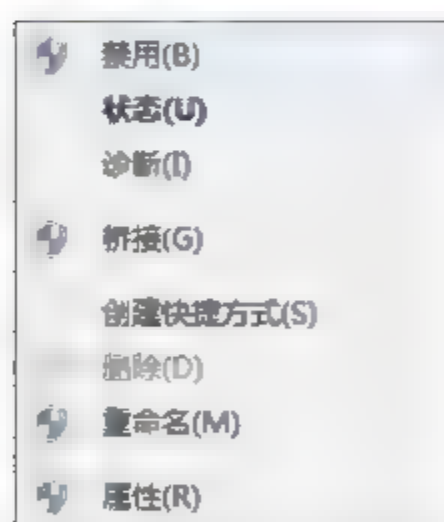 禁用(B)
状态(U)
诊断(I)
桥接(G)
创建快捷方式(S)
删除(D)
重命名(M)
属性(R)